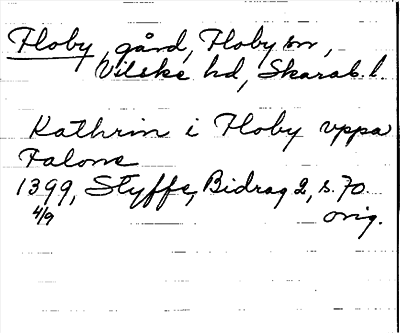 Floby, gård, Floby sn,
Vilske hd, Skarab. l.
Kathrin i Floby vppa
Falone
1399, Styffe, Bidrag 2, s. 70.
4/9 orig.